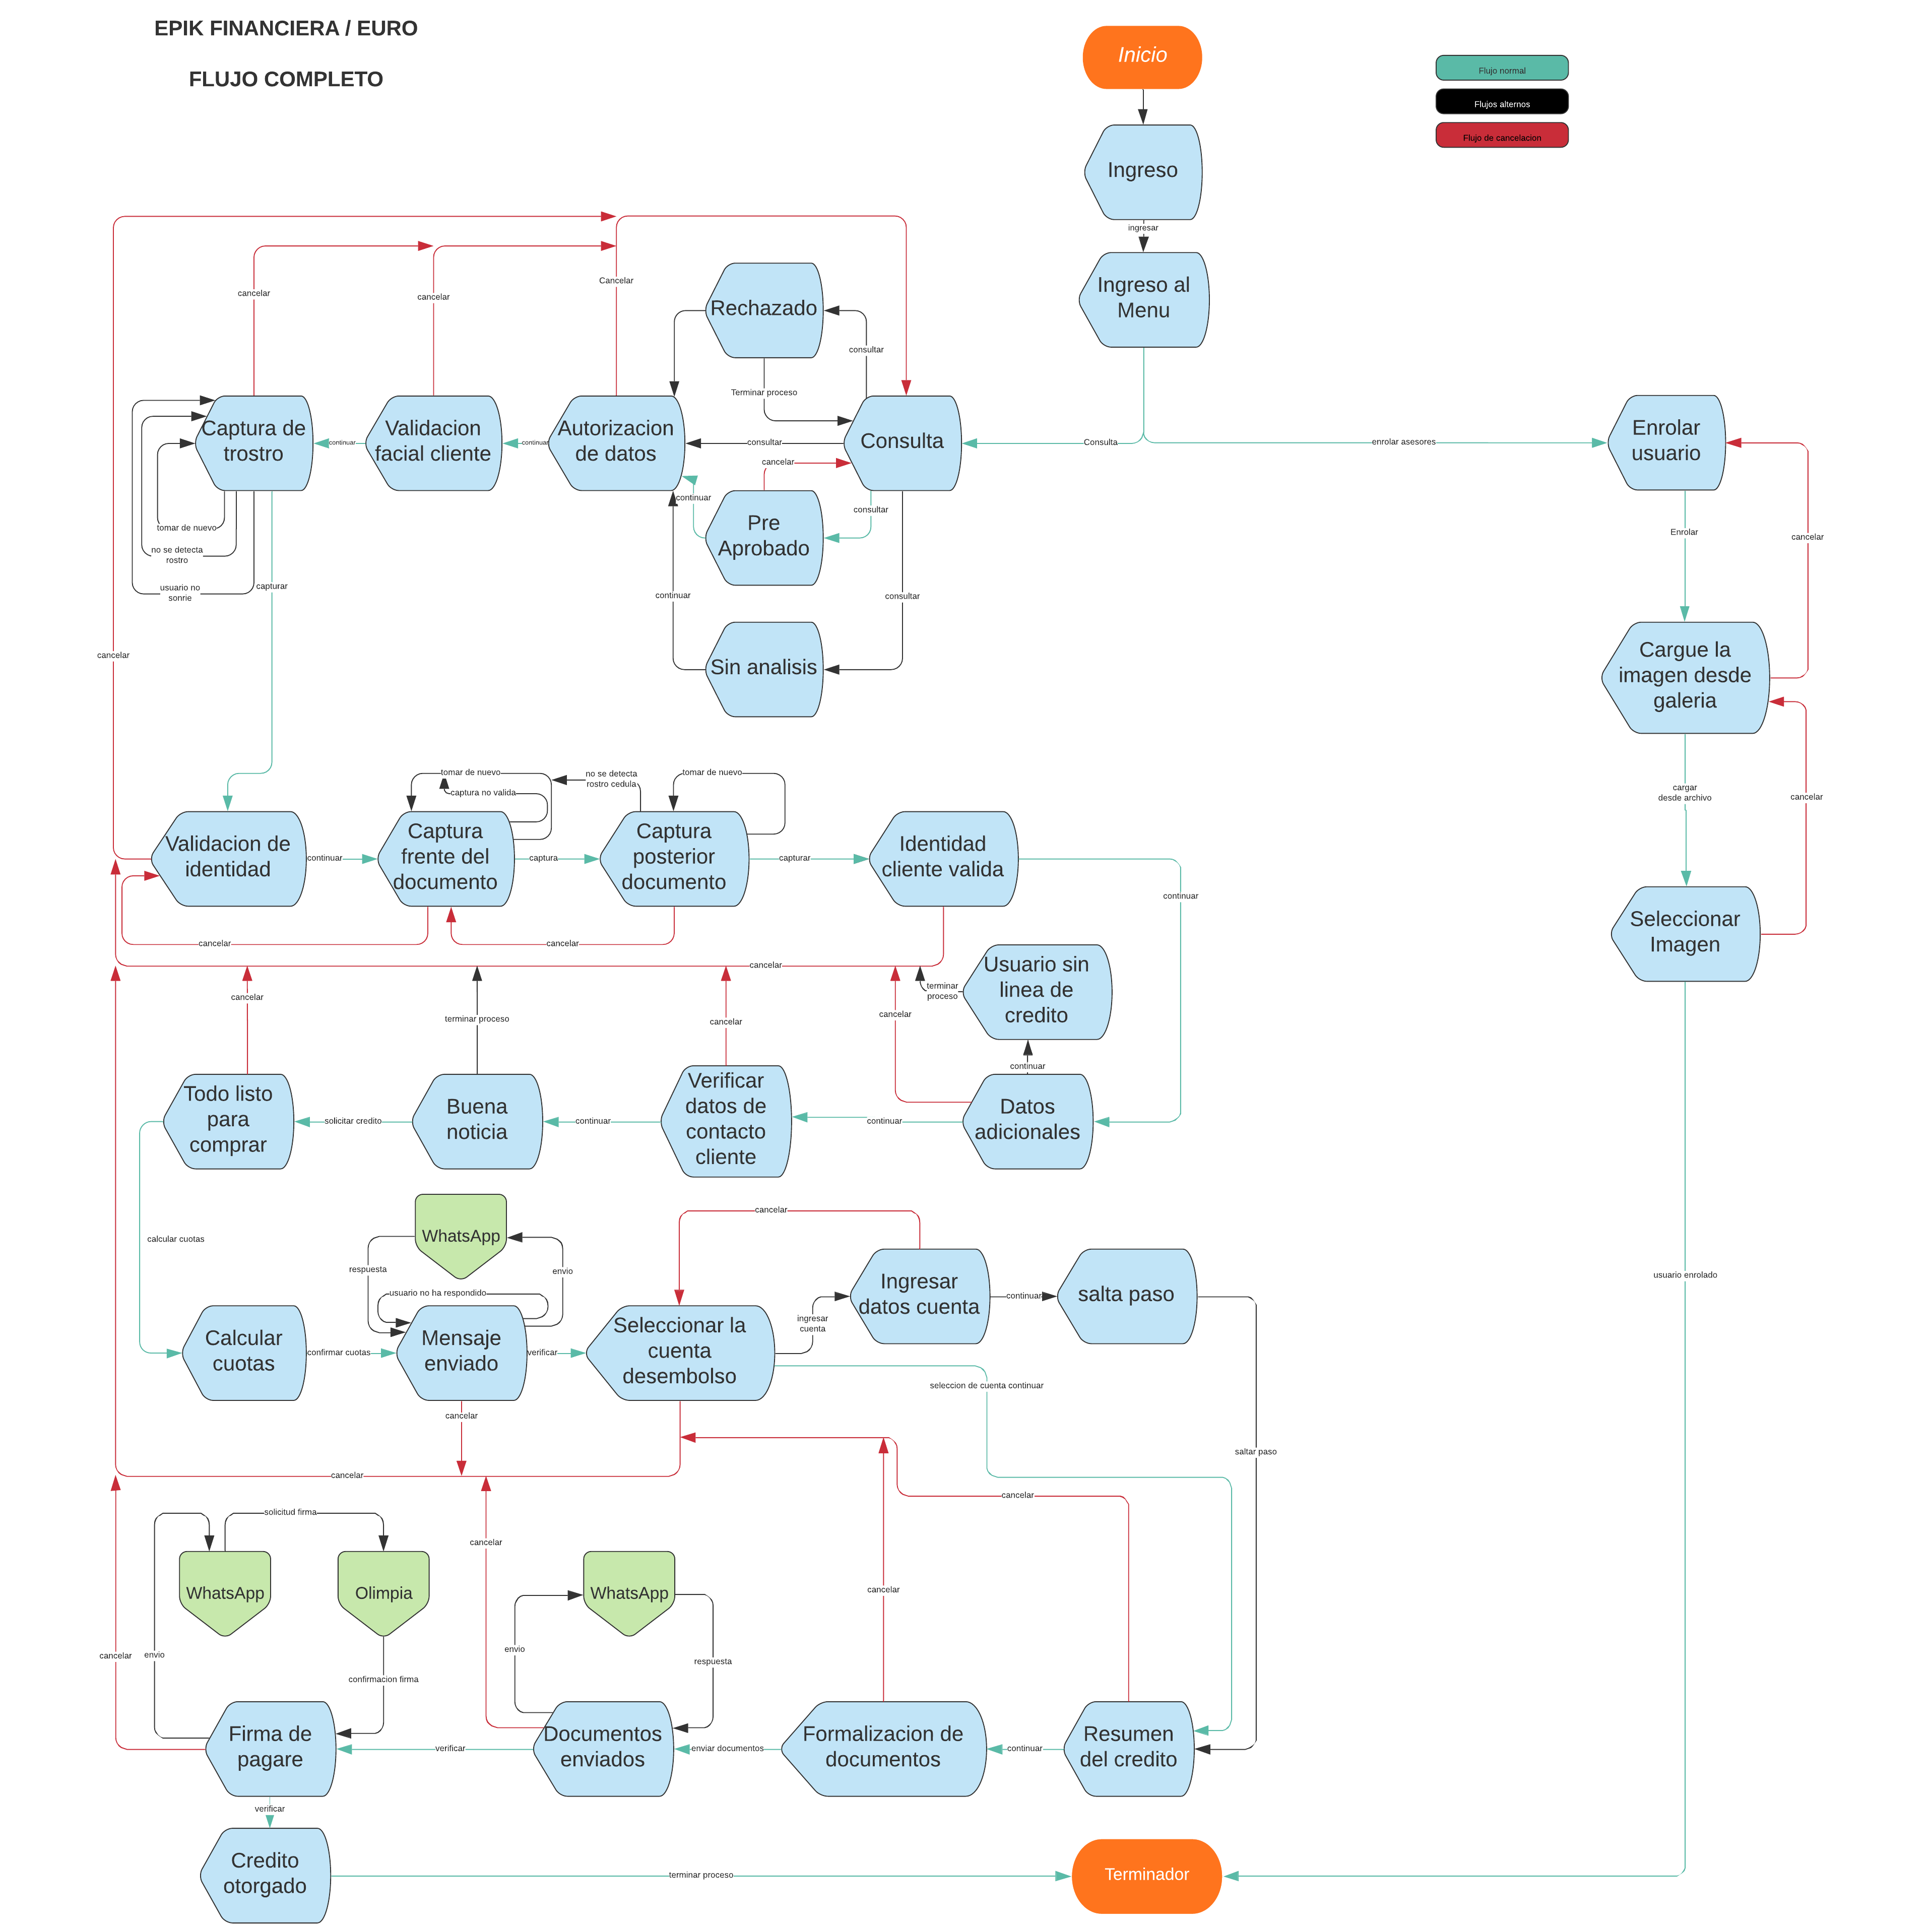 EPIK FINANCIERA / EURO
FLUJO COMPLETO
Inicio
Flujo normal
Flujos alternos
Flujo de cancelacion
Ingreso
ingresar
Ingreso al
Menu
cancelar
cancelar
Cancelar
Rechazado
consultar
Terminar proceso
Captura de
trostro
continuar
Validacion
facial cliente
continuar
Autorizacion
de datos
consultar
Consulta
Consulta
enrolar asesores
Enrolar
usuario
cancelar
continuar
Pre
Aprobado
consultar
tomar de nuevo
no se detecta
rostro
usuario no
sonrie
capturar
continuar
consultar
Enrolar
cancelar
cancelar
Sin analisis
Cargue la
imagen desde
galeria
cargar
desde archivo
cancelar
tomar de nuevo
captura no valida
no se detecta
rostro cedula
tomar de nuevo
Validacion de
identidad
continuar
Captura
frente del
documento
captura
Captura
posterior
documento
capturar
Identidad
cliente valida
continuar
Seleccionar
Imagen
cancelar
cancelar
cancelar
cancelar
terminar proceso
cancelar
cancelar
terminar
proceso
Usuario sin
linea de
credito
continuar
Todo listo
para
comprar
solicitar credito
Buena
noticia
continuar
Verificar
datos de
contacto
cliente
continuar
Datos
adicionales
calcular cuotas
WhatsApp
respuesta
envio
usuario no ha respondido
cancelar
Ingresar
datos cuenta
continuar
salta paso
usuario enrolado
Calcular
cuotas
confirmar cuotas
Mensaje
enviado
verificar
Seleccionar la
cuenta
desembolso
ingresar
cuenta
seleccion de cuenta continuar
cancelar
saltar paso
cancelar
cancelar
solicitud firma
cancelar
WhatsApp
Olimpia
WhatsApp
cancelar
cancelar
envio
confirmacion firma
envio
respuesta
Firma de
pagare
verificar
Documentos
enviados
enviar documentos
Formalizacion de
documentos
continuar
Resumen
del credito
verificar
Credito
otorgado
terminar proceso
Terminador